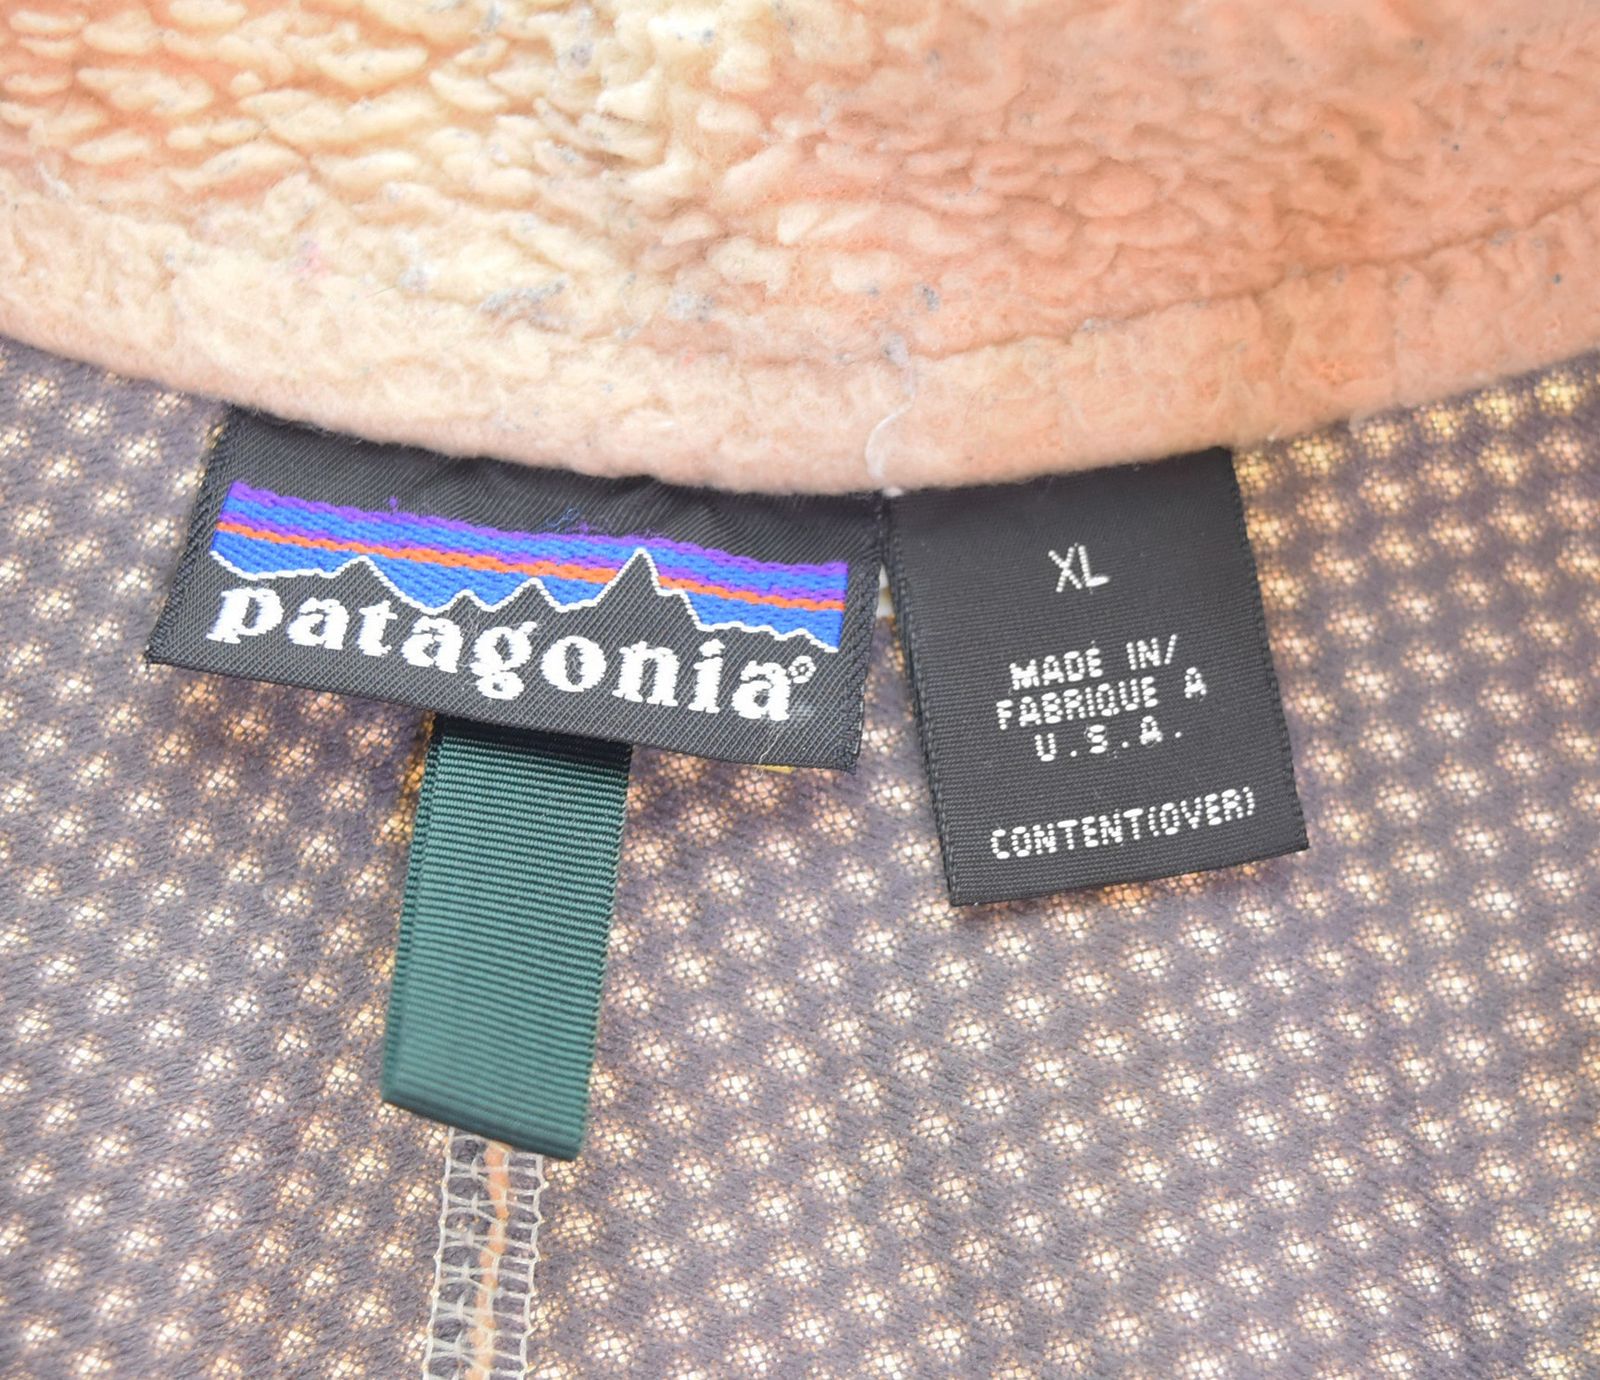 patagonia®
XL
MADE IN/
FABRIQUE A
U.S.A.
CONTENT(OVER)